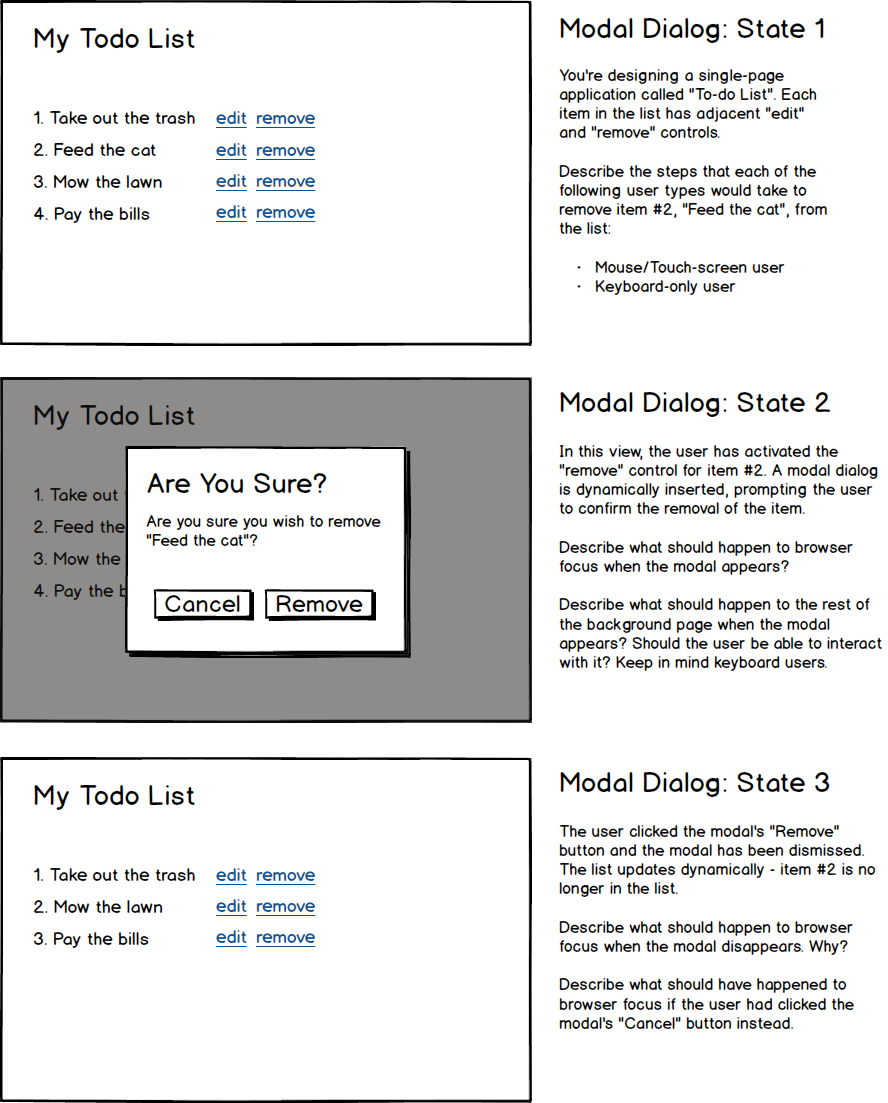 My Todo List
1. Take out the trash edit remove
2. Feed the cat edit remove
3. Mow the lawn edit remove
4. Pay the bills edit remove
Modal Dialog: State 1
You're designing a single-page
application called "To-do List". Each
item in the list has adjacent "edit"
and "remove" controls.
Describe the steps that each of the
following user types would take to
remove item #2, "Feed the cat", from
the list:
· Mouse/Touch-screen user
· Keyboard-only user
My Todo List
1. Take out
2. Feed the
3. Mow the
4. Pay the b
Are You Sure?
Are you sure you wish to remove
"Feed the cat"?
Cancel Remove
Modal Dialog: State 2
In this view, the user has activated the
"remove" control for item #2. A modal dialog
is dynamically inserted, prompting the user
to confirm the removal of the item.
Describe what should happen to browser
focus when the modal appears?
Describe what should happen to the rest of
the background page when the modal
appears? Should the user be able to interact
with it? Keep in mind keyboard users.
My Todo List
1. Take out the trash edit remove
2. Mow the lawn edit remove
3. Pay the bills edit remove
Modal Dialog: State 3
The user clicked the modal's "Remove"
button and the modal has been dismissed.
The list updates dynamically - item #2 is no
longer in the list.
Describe what should happen to browser
focus when the modal disappears. Why?
Describe what should have happened to
browser focus if the user had clicked the
modal's "Cancel" button instead.